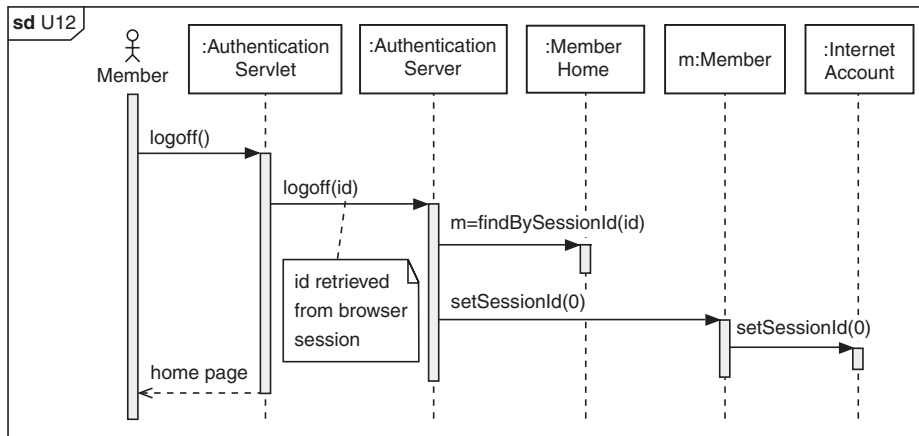 sd U12
Member
:Authentication
Servlet
:Authentication
Server
:Member
Home
m:Member
:Internet
Account
logoff()
logoff(id)
m=findBySessionId(id)
id retrieved
from browser
session
setSessionId(0)
setSessionId(0)
home page